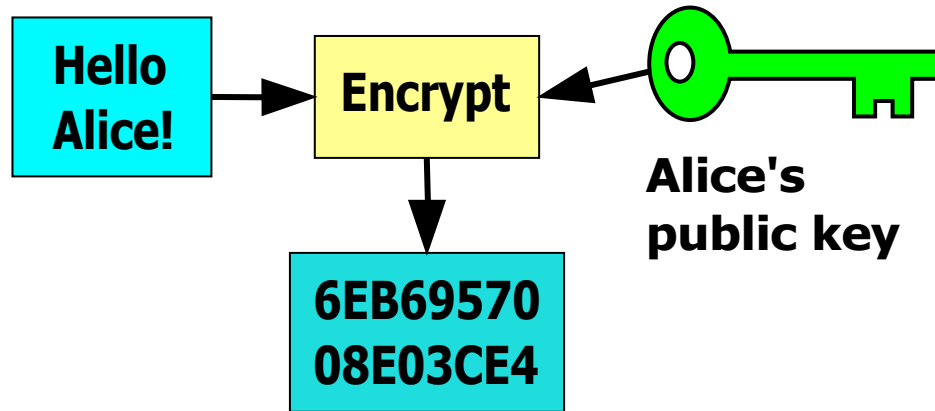 Hello
Alice!
Encrypt
Alice's
public key
6EB69570
08E03CE4